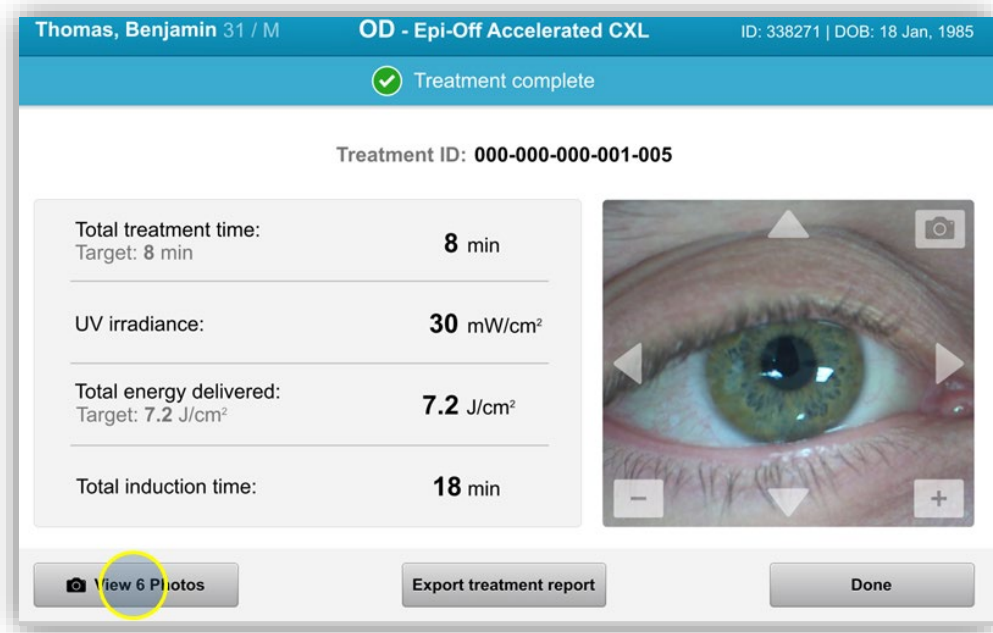 Thomas, Benjamin 31 / M OD - Epi-Off Accelerated CXL ID: 338271 | DOB: 18 Jan, 1985
Treatment complete
Treatment ID: 000-000-000-001-005
Total treatment time:
Target: 8 min
8 min
UV irradiance:
30 mW/cm²
Total energy delivered:
Target: 7.2 J/cm²
7.2 J/cm²
Total induction time:
18 min
View 6 Photos
Export treatment report
Done